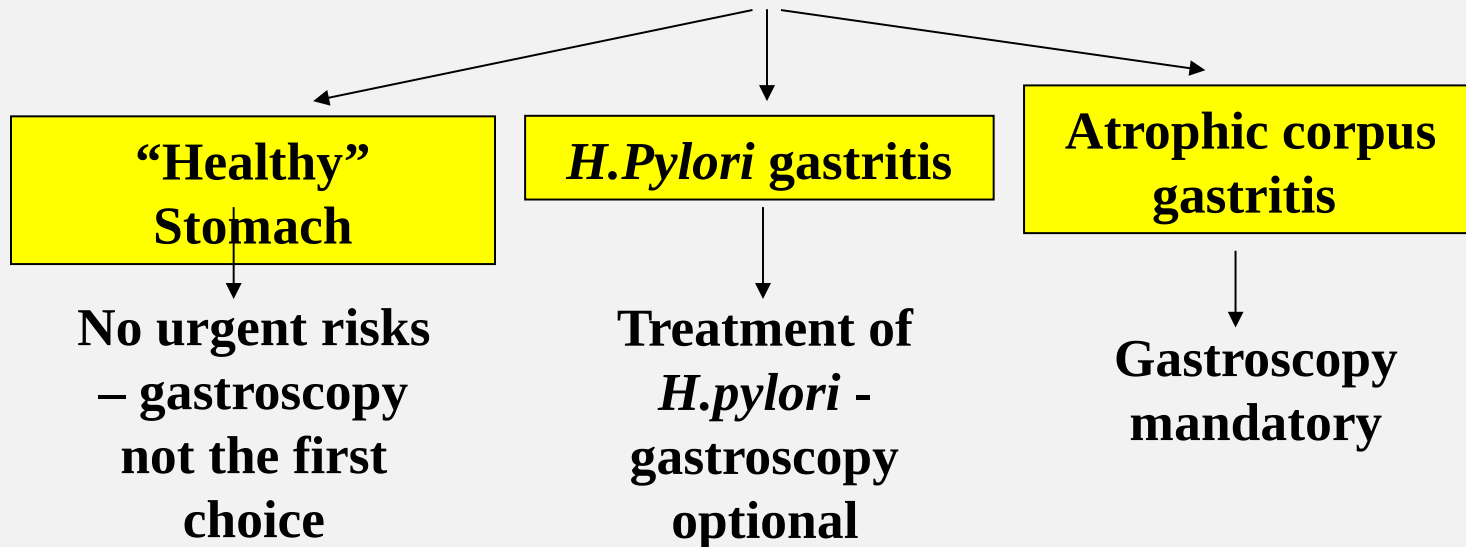 “Healthy”
Stomach
H.Pylori gastritis
Atrophic corpus
gastritis
No urgent risks
– gastroscopy
not the first
choice
Treatment of
H.pylori -
gastroscopy
optional
Gastroscopy
mandatory